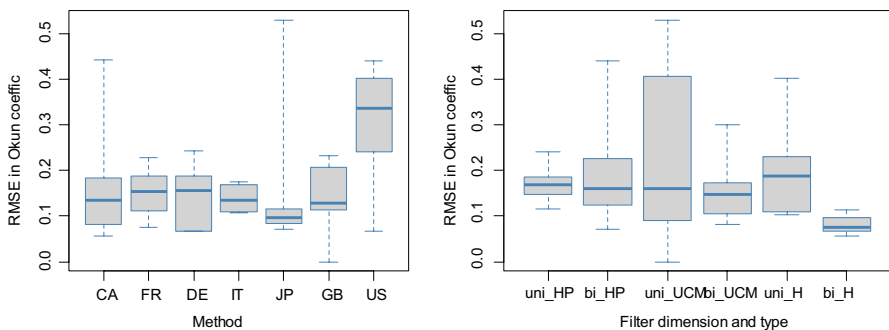 RMSE in Okun coeffic
0.5
0.4
0.3
0.2
0.1
0.0
CA FR DE IT JP GB US
Method
RMSE in Okun coeffic
0.5
0.4
0.3
0.2
0.1
0.0
uni_HP bi_HP uni_UCM bi_UCM uni_H bi_H
Filter dimension and type